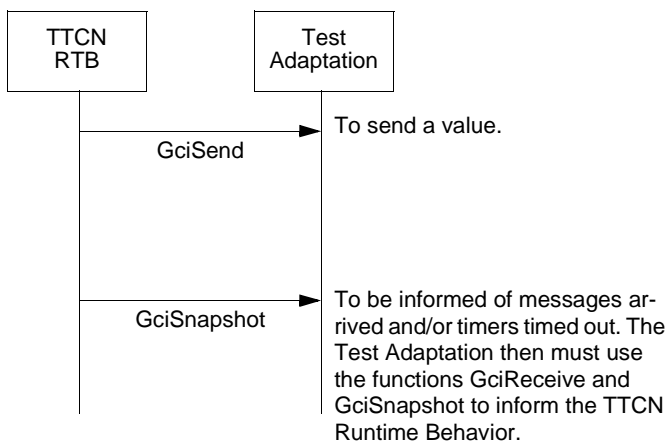 TTCN
RTB
Test
Adaptation
To send a value.
GciSend
GciSnapshot
To be informed of messages ar-
rived and/or timers timed out. The
Test Adaptation then must use
the functions GciReceive and
GciSnapshot to inform the TTCN
Runtime Behavior.